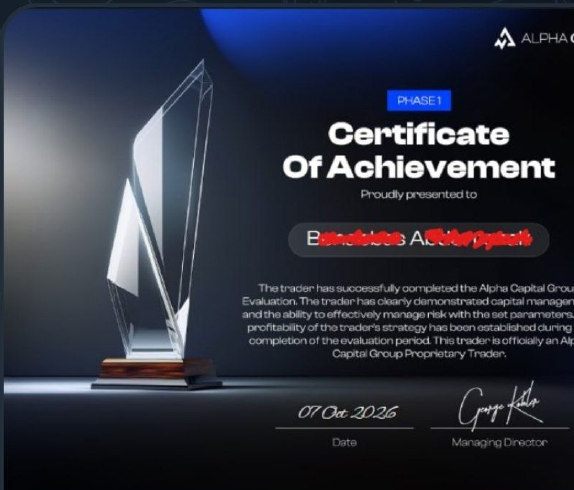 ALPHA
PHASE 1
Certificate
Of Achievement
Proudly presented to
The trader has successfully completed the Alpha Capital Grou
Evaluation. The trader has clearly demonstrated capital managem
and the ability to effectively manage risk with the set parameters.
profitability of the trader's strategy has been established during
completion of the evaluation period. This trader is officially an Alp
Capital Group Proprietary Trader.
07 Oct 2026
George Kohler
Date
Managing Director